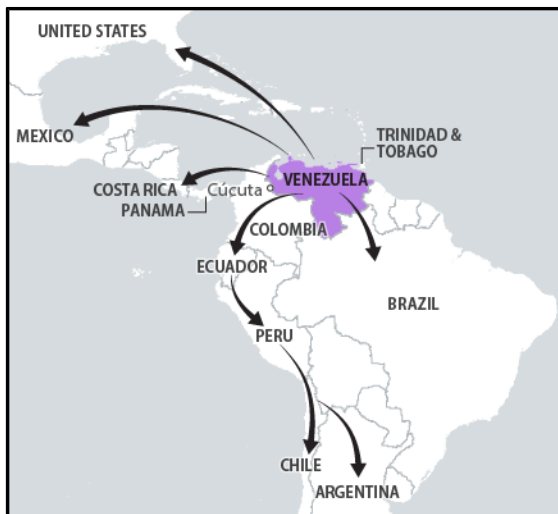 UNITED STATES
MEXICO
TRINIDAD &
TOBAGO
VENEZUELA
COSTA RICA
Cúcuta
PANAMA
COLOMBIA
ECUADOR
BRAZIL
PERU
CHILE
ARGENTINA